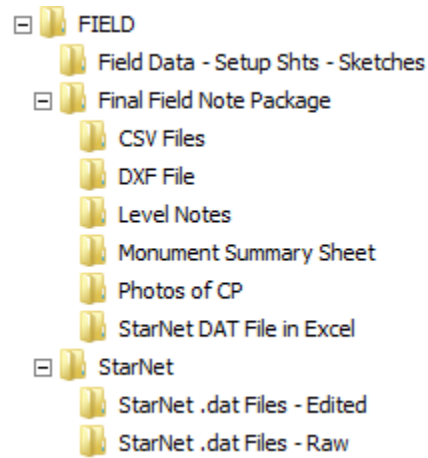 FIELD
Field Data - Setup Shts - Sketches
Final Field Note Package
CSV Files
DXF File
Level Notes
Monument Summary Sheet
Photos of CP
StarNet DAT File in Excel
StarNet
StarNet .dat Files - Edited
StarNet .dat Files - Raw